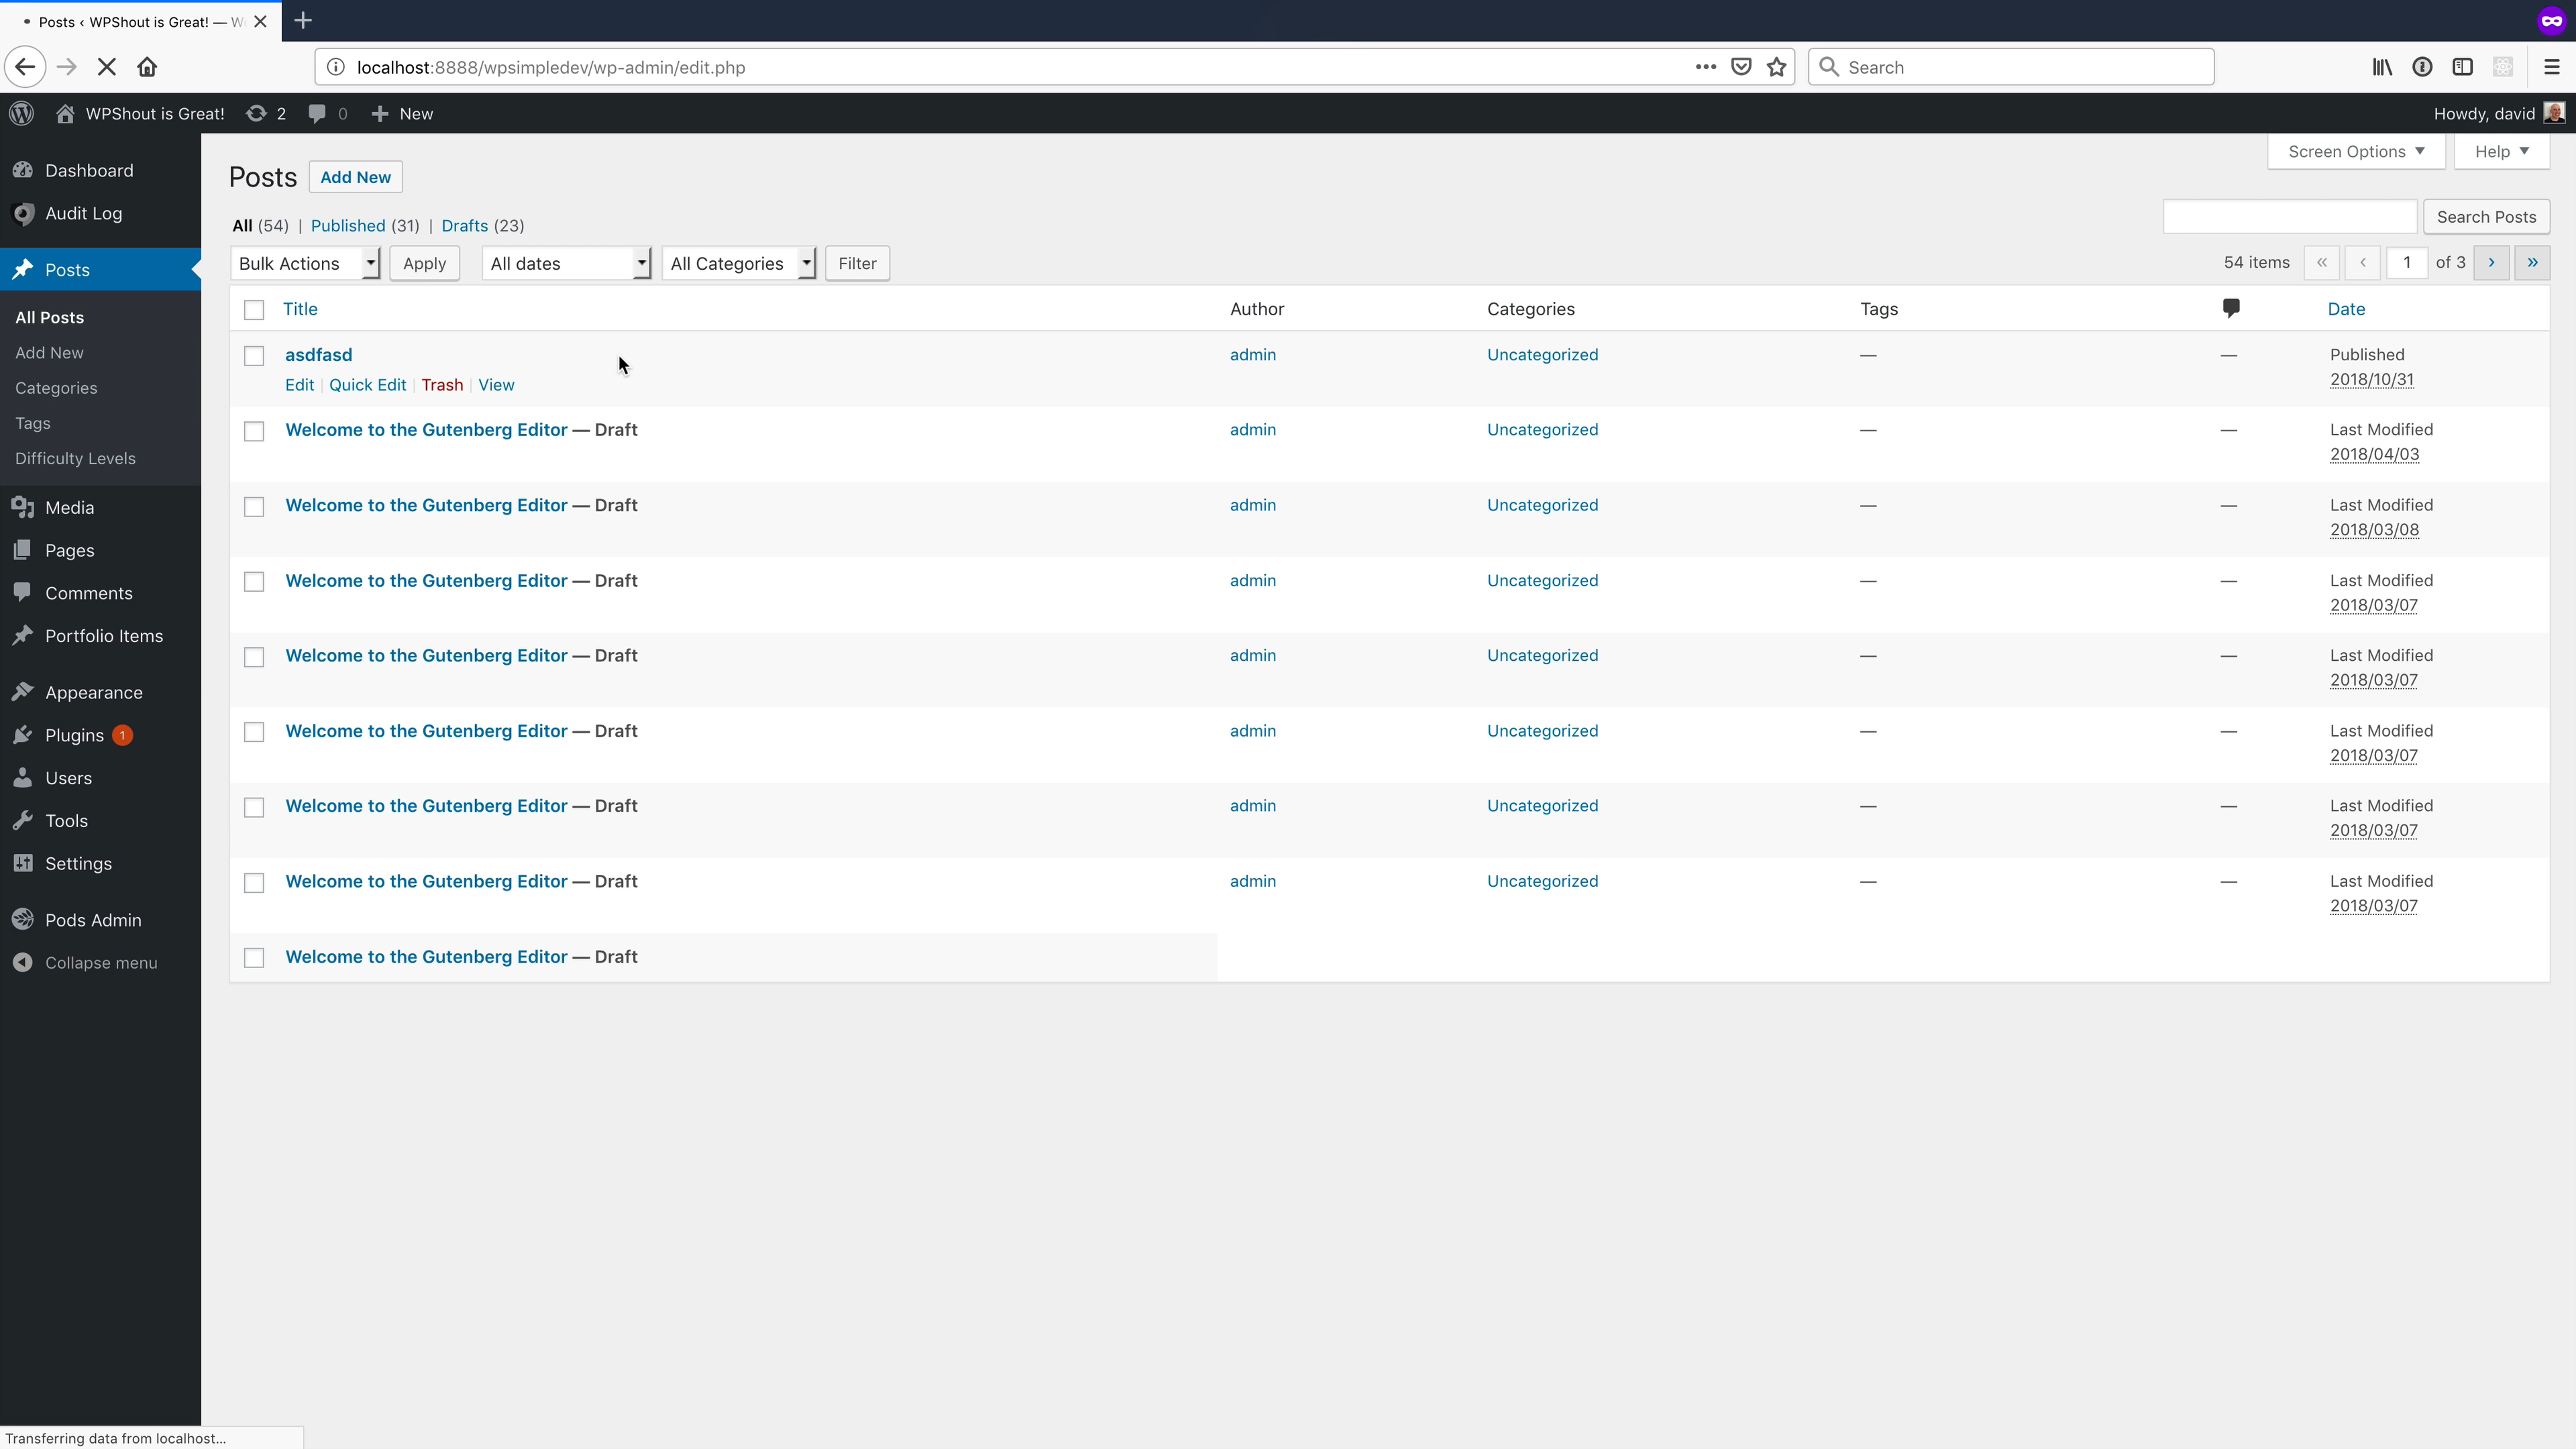 Posts ‹ WPShout is Great! — W
localhost:8888/wpsimpledev/wp-admin/edit.php
Search
WPShout is Great! 2 0 New
Howdy, david
Dashboard
Audit Log
Posts
All Posts
Add New
Categories
Tags
Difficulty Levels
Media
Pages
Comments
Portfolio Items
Appearance
Plugins 1
Users
Tools
Settings
Pods Admin
Collapse menu
Screen Options Help
Posts Add New
All (54) | Published (31) | Drafts (23)
Search Posts
Bulk Actions Apply All dates All Categories Filter
54 items « ‹ 1 of 3 › »
Title Author Categories Tags Date
asdfasd admin Uncategorized — — Published
Edit | Quick Edit | Trash | View 2018/10/31
Welcome to the Gutenberg Editor — Draft admin Uncategorized — — Last Modified
2018/04/03
Welcome to the Gutenberg Editor — Draft admin Uncategorized — — Last Modified
2018/03/08
Welcome to the Gutenberg Editor — Draft admin Uncategorized — — Last Modified
2018/03/07
Welcome to the Gutenberg Editor — Draft admin Uncategorized — — Last Modified
2018/03/07
Welcome to the Gutenberg Editor — Draft admin Uncategorized — — Last Modified
2018/03/07
Welcome to the Gutenberg Editor — Draft admin Uncategorized — — Last Modified
2018/03/07
Welcome to the Gutenberg Editor — Draft admin Uncategorized — — Last Modified
2018/03/07
Welcome to the Gutenberg Editor — Draft
Transferring data from localhost...